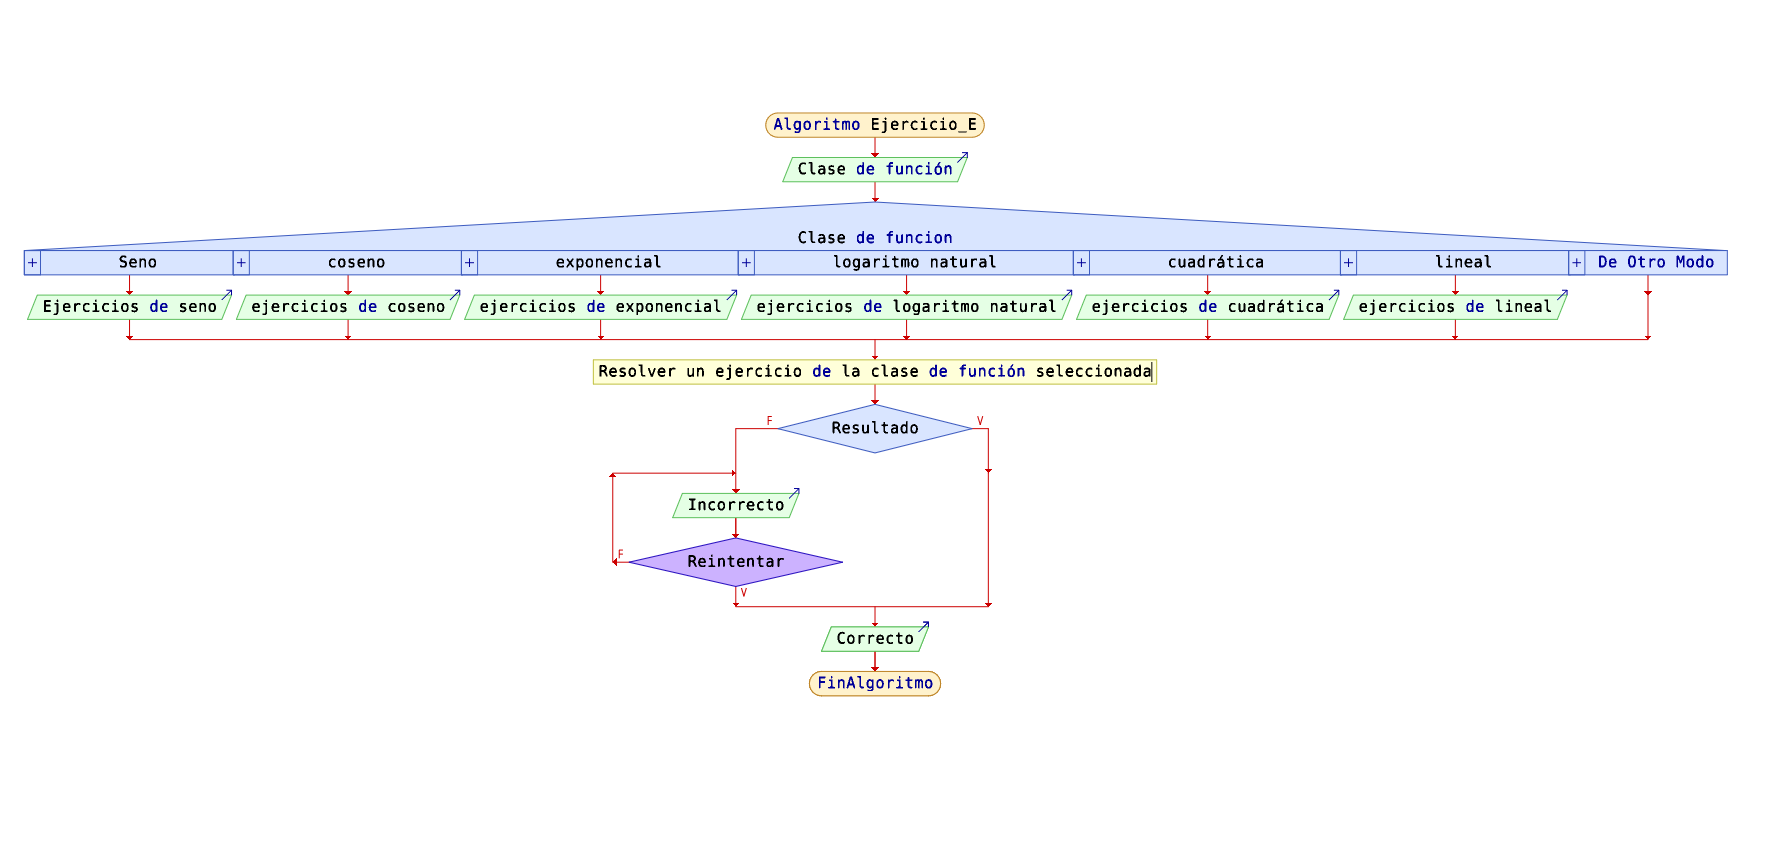 Algoritmo Ejercicio_E
Clase de función
Clase de funcion
+ Seno + coseno + exponencial + logaritmo natural + cuadrática + lineal + De Otro Modo
Ejercicios de seno ejercicios de coseno ejercicios de exponencial ejercicios de logaritmo natural ejercicios de cuadrática ejercicios de lineal
Resolver un ejercicio de la clase de función seleccionada
F V
Resultado
Incorrecto
F
Reintentar
V
Correcto
FinAlgoritmo